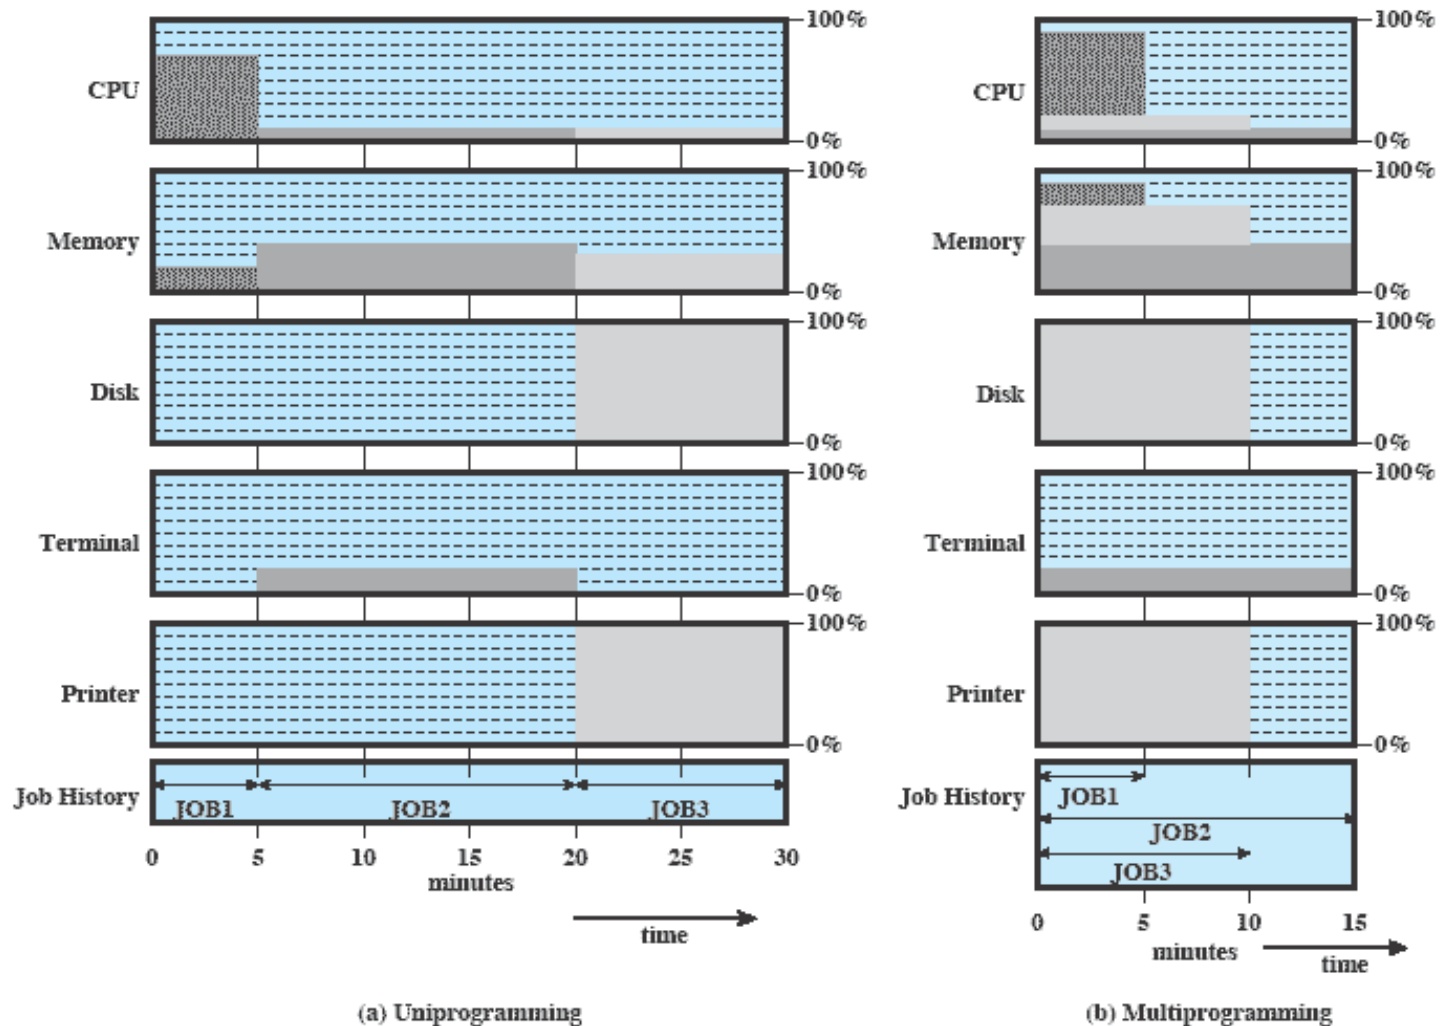 100%
CPU
0%
100%
Memory
0%
100%
Disk
0%
100%
Terminal
0%
100%
Printer
0%
Job History
JOB1 JOB2 JOB3
0 5 10 15 20 25 30
minutes
time
(a) Uniprogramming
100%
CPU
0%
100%
Memory
0%
100%
Disk
0%
100%
Terminal
0%
100%
Printer
0%
Job History
JOB1
JOB2
JOB3
0 5 10 15
minutes
time
(b) Multiprogramming